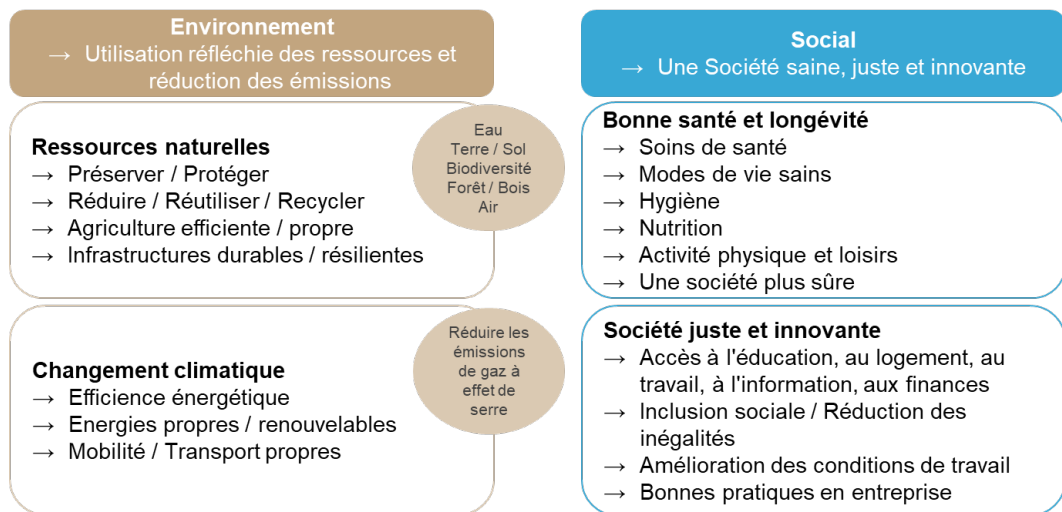 Environnement
→ Utilisation réfléchie des ressources et
réduction des émissions
Ressources naturelles
→ Préserver / Protéger
→ Réduire / Réutiliser / Recycler
→ Agriculture efficiente / propre
→ Infrastructures durables / résilientes
Eau
Terre / Sol
Biodiversité
Forêt / Bois
Air
Changement climatique
→ Efficience énergétique
→ Energies propres / renouvelables
→ Mobilité / Transport propres
Réduire les
émissions
de gaz à
effet de
serre
Social
→ Une Société saine, juste et innovante
Bonne santé et longévité
→ Soins de santé
→ Modes de vie sains
→ Hygiène
→ Nutrition
→ Activité physique et loisirs
→ Une société plus sûre
Société juste et innovante
→ Accès à l'éducation, au logement, au
travail, à l'information, aux finances
→ Inclusion sociale / Réduction des
inégalités
→ Amélioration des conditions de travail
→ Bonnes pratiques en entreprise